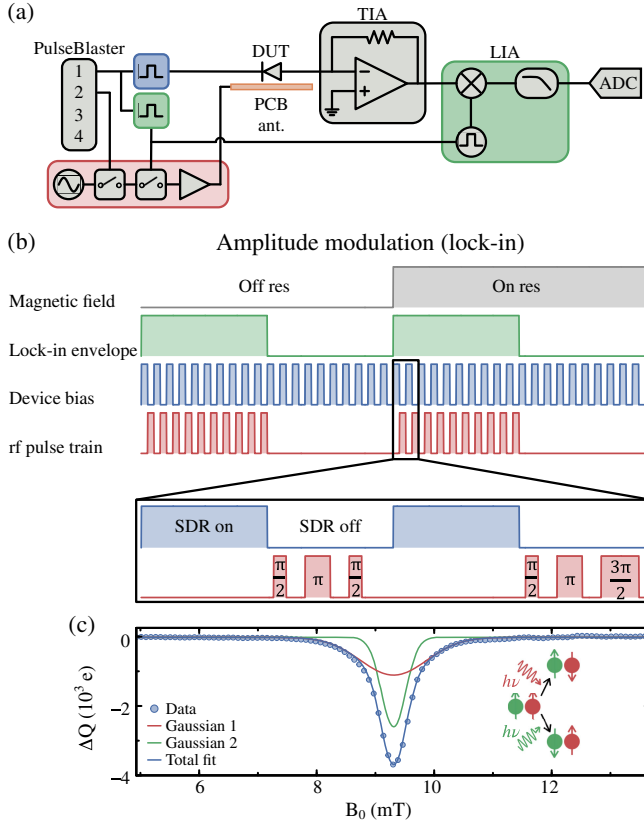 (a)
PulseBlaster
1
2
3
4
DUT
PCB
ant.
TIA
−
+
LIA
ADC
(b)
Amplitude modulation (lock-in)
Magnetic field
Off res
On res
Lock-in envelope
Device bias
rf pulse train
SDR on
SDR off
π/2
π
π/2
π/2
π
3π/2
(c)
ΔQ (10³ e)
0
−2
−4
Data
Gaussian 1
Gaussian 2
Total fit
hν
hν
6
8
10
12
B₀ (mT)